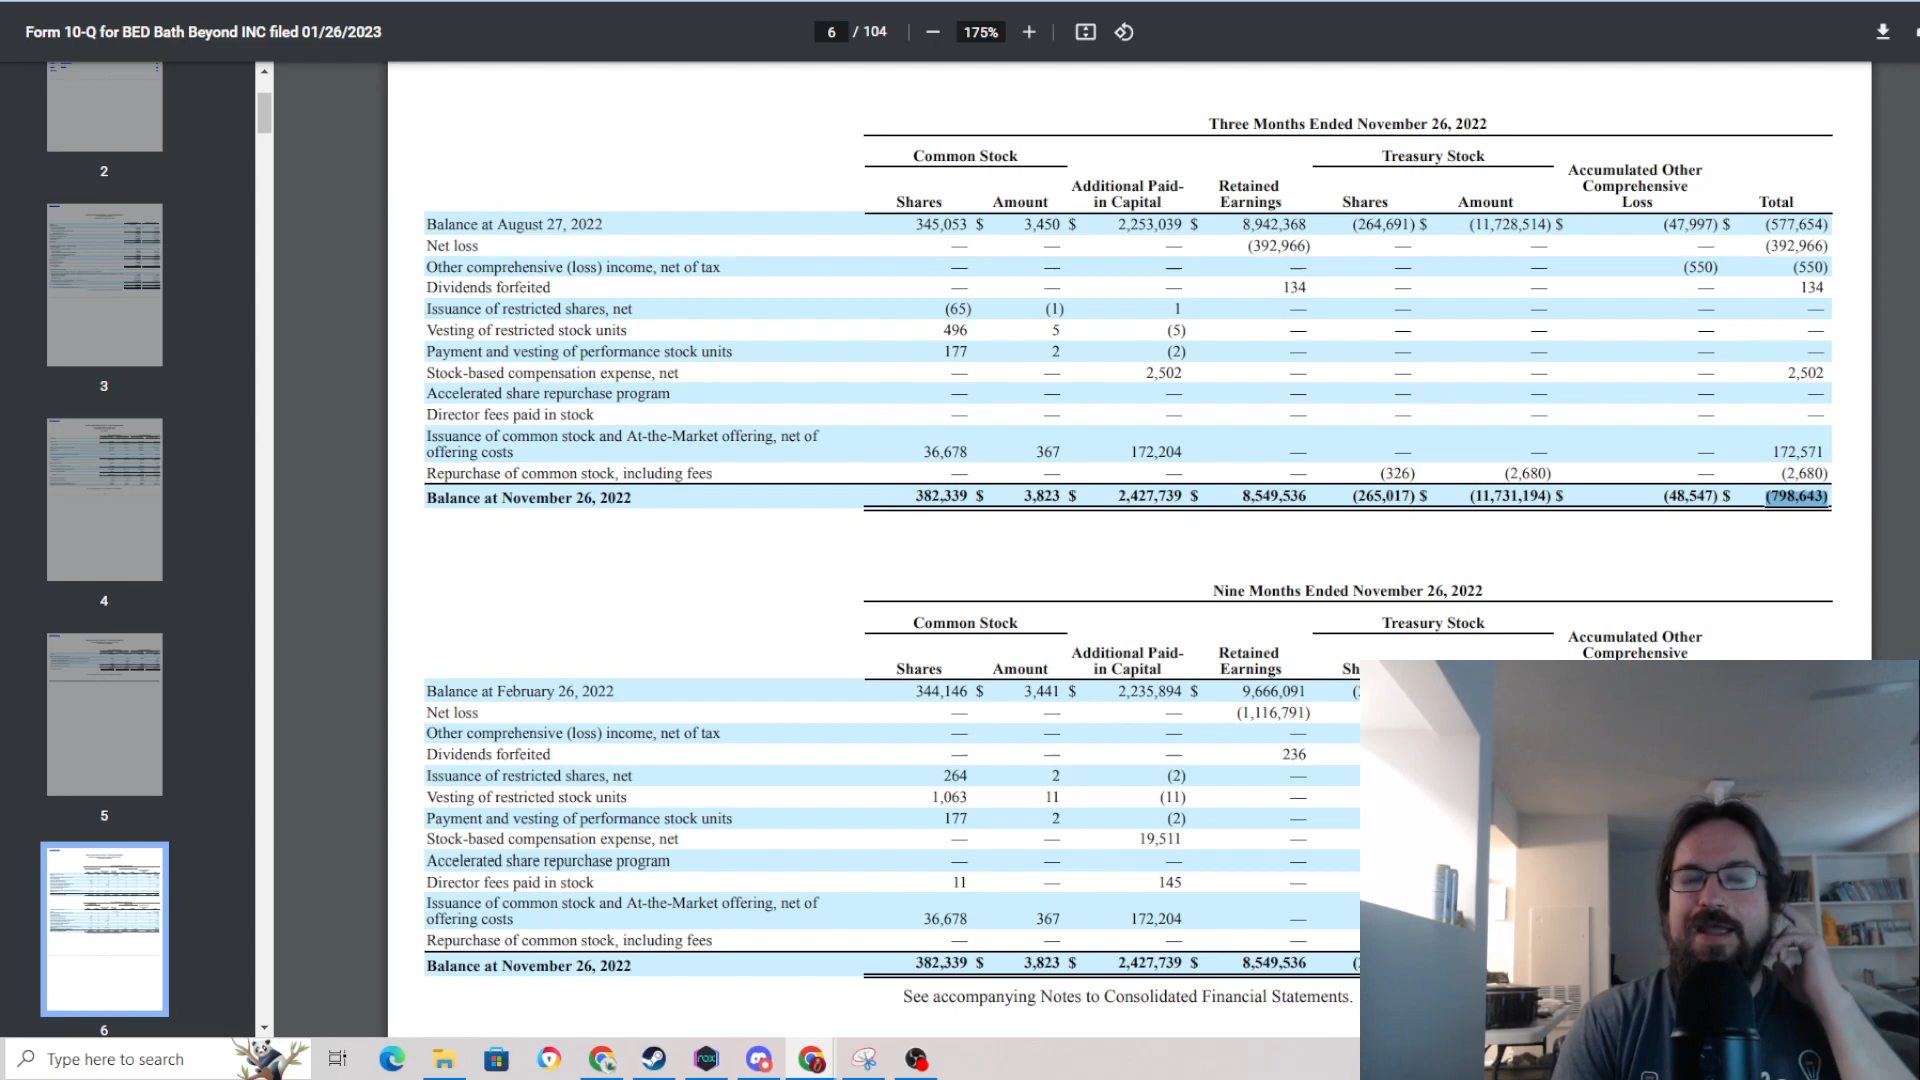 Form 10-Q for BED Bath Beyond INC filed 01/26/2023
6 / 104
175%
2
3
4
5
6
Three Months Ended November 26, 2022
Common Stock Treasury Stock
Shares Amount Additional Paid-in Capital Retained Earnings Shares Amount Accumulated Other Comprehensive Loss Total
Balance at August 27, 2022 345,053 $ 3,450 $ 2,253,039 $ 8,942,368 (264,691) $ (11,728,514) $ (47,997) $ (577,654)
Net loss — — — (392,966) — — — (392,966)
Other comprehensive (loss) income, net of tax — — — — — — (550) (550)
Dividends forfeited — — — 134 — — — 134
Issuance of restricted shares, net (65) (1) 1 — — — — —
Vesting of restricted stock units 496 5 (5) — — — — —
Payment and vesting of performance stock units 177 2 (2) — — — — —
Stock-based compensation expense, net — — 2,502 — — — — 2,502
Accelerated share repurchase program — — — — — — — —
Director fees paid in stock — — — — — — — —
Issuance of common stock and At-the-Market offering, net of
offering costs 36,678 367 172,204 — — — — 172,571
Repurchase of common stock, including fees — — — — (326) (2,680) — (2,680)
Balance at November 26, 2022 382,339 $ 3,823 $ 2,427,739 $ 8,549,536 (265,017) $ (11,731,194) $ (48,547) $ (798,643)
Nine Months Ended November 26, 2022
Common Stock Treasury Stock
Shares Amount Additional Paid-in Capital Retained Earnings Sh Accumulated Other Comprehensive
Balance at February 26, 2022 344,146 $ 3,441 $ 2,235,894 $ 9,666,091 (
Net loss — — — (1,116,791)
Other comprehensive (loss) income, net of tax — — — —
Dividends forfeited — — — 236
Issuance of restricted shares, net 264 2 (2) —
Vesting of restricted stock units 1,063 11 (11) —
Payment and vesting of performance stock units 177 2 (2) —
Stock-based compensation expense, net — — 19,511 —
Accelerated share repurchase program — — — —
Director fees paid in stock 11 — 145 —
Issuance of common stock and At-the-Market offering, net of
offering costs 36,678 367 172,204 —
Repurchase of common stock, including fees — — — —
Balance at November 26, 2022 382,339 $ 3,823 $ 2,427,739 $ 8,549,536 (
See accompanying Notes to Consolidated Financial Statements.
Type here to search